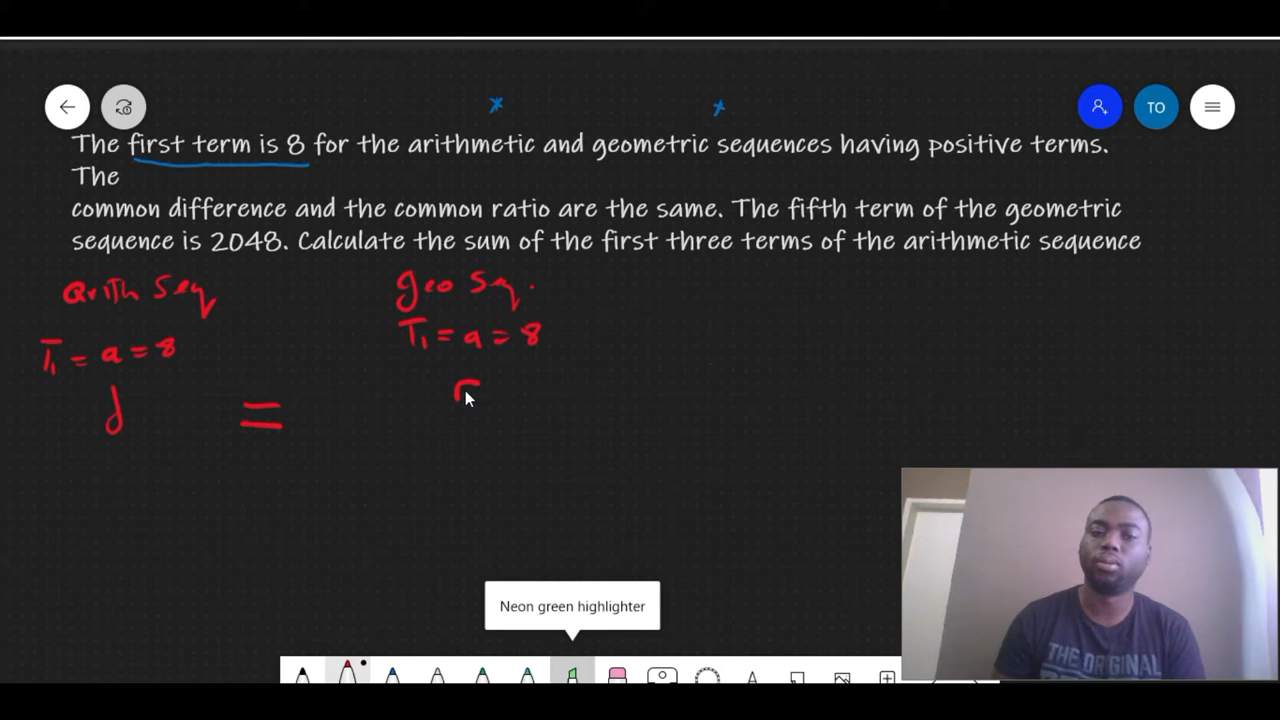 TO
The first term is 8 for the arithmetic and geometric sequences having positive terms.
The
common difference and the common ratio are the same. The fifth term of the geometric
sequence is 2048. Calculate the sum of the first three terms of the arithmetic sequence
arith Seq
geo Seq.
T₁ = a = 8
T₁ = a = 8
d = r
Neon green highlighter
THE ORIGINAL